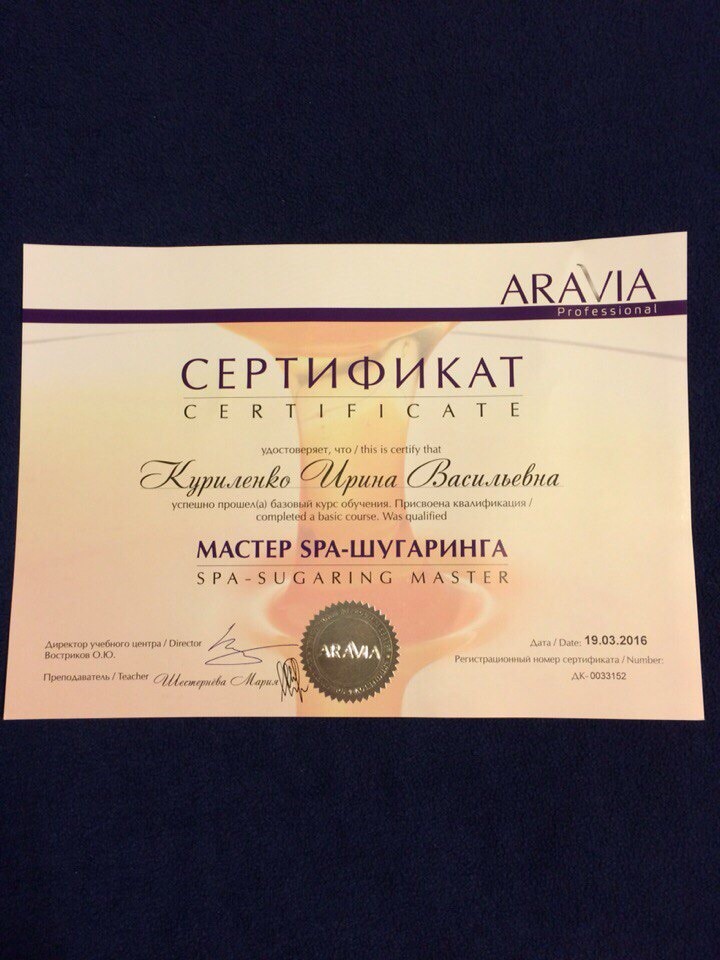 ARAVIA
Professional
СЕРТИФИКАТ
CERTIFICATE
удостоверяет, что / this is certify that
Куриленко Ирина Васильевна
успешно прошел(а) базовый курс обучения. Присвоена квалификация /
completed a basic course. Was qualified
МАСТЕР SPA-ШУГАРИНГА
SPA-SUGARING MASTER
Директор учебного центра / Director
Востриков О.Ю.
Преподаватель / Teacher Шестернёва Мария
ARAVIA
Дата / Date: 19.03.2016
Регистрационный номер сертификата / Number:
ДК-0033152